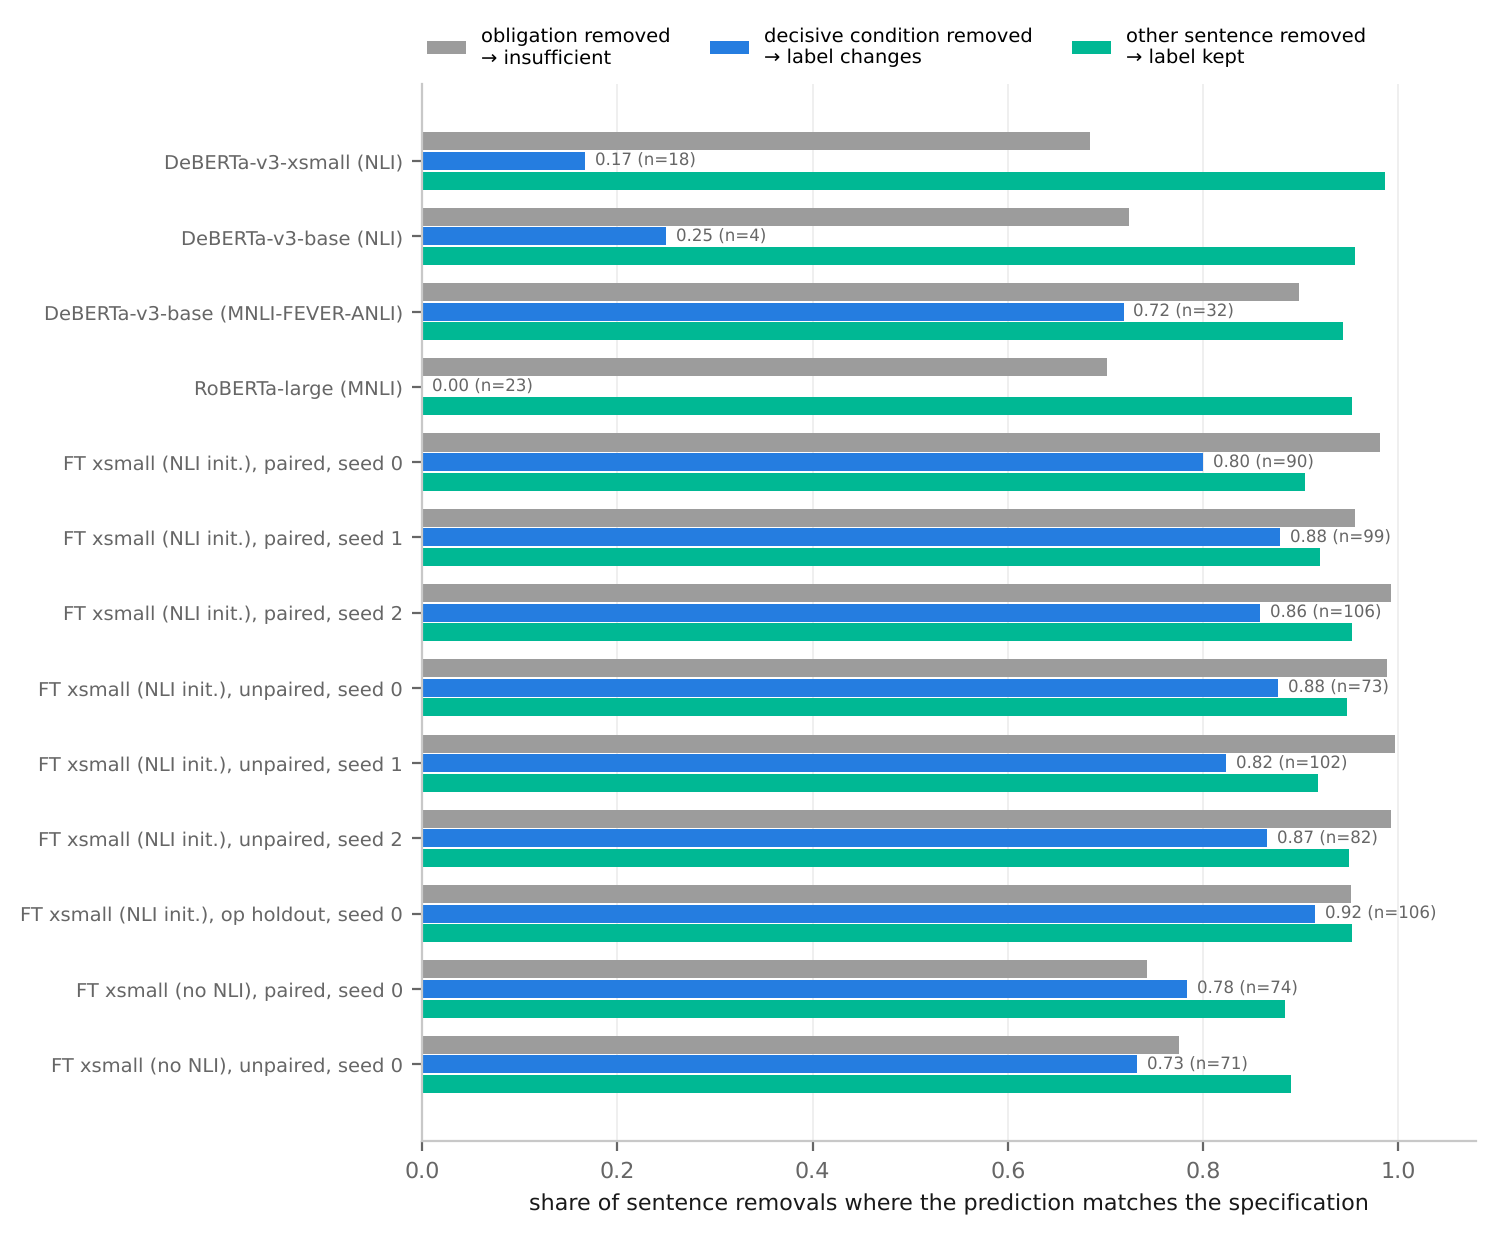 obligation removed
→ insufficient
decisive condition removed
→ label changes
other sentence removed
→ label kept
DeBERTa-v3-xsmall (NLI)
0.17 (n=18)
DeBERTa-v3-base (NLI)
0.25 (n=4)
DeBERTa-v3-base (MNLI-FEVER-ANLI)
0.72 (n=32)
RoBERTa-large (MNLI)
0.00 (n=23)
FT xsmall (NLI init.), paired, seed 0
0.80 (n=90)
FT xsmall (NLI init.), paired, seed 1
0.88 (n=99)
FT xsmall (NLI init.), paired, seed 2
0.86 (n=106)
FT xsmall (NLI init.), unpaired, seed 0
0.88 (n=73)
FT xsmall (NLI init.), unpaired, seed 1
0.82 (n=102)
FT xsmall (NLI init.), unpaired, seed 2
0.87 (n=82)
FT xsmall (NLI init.), op holdout, seed 0
0.92 (n=106)
FT xsmall (no NLI), paired, seed 0
0.78 (n=74)
FT xsmall (no NLI), unpaired, seed 0
0.73 (n=71)
0.0 0.2 0.4 0.6 0.8 1.0
share of sentence removals where the prediction matches the specification